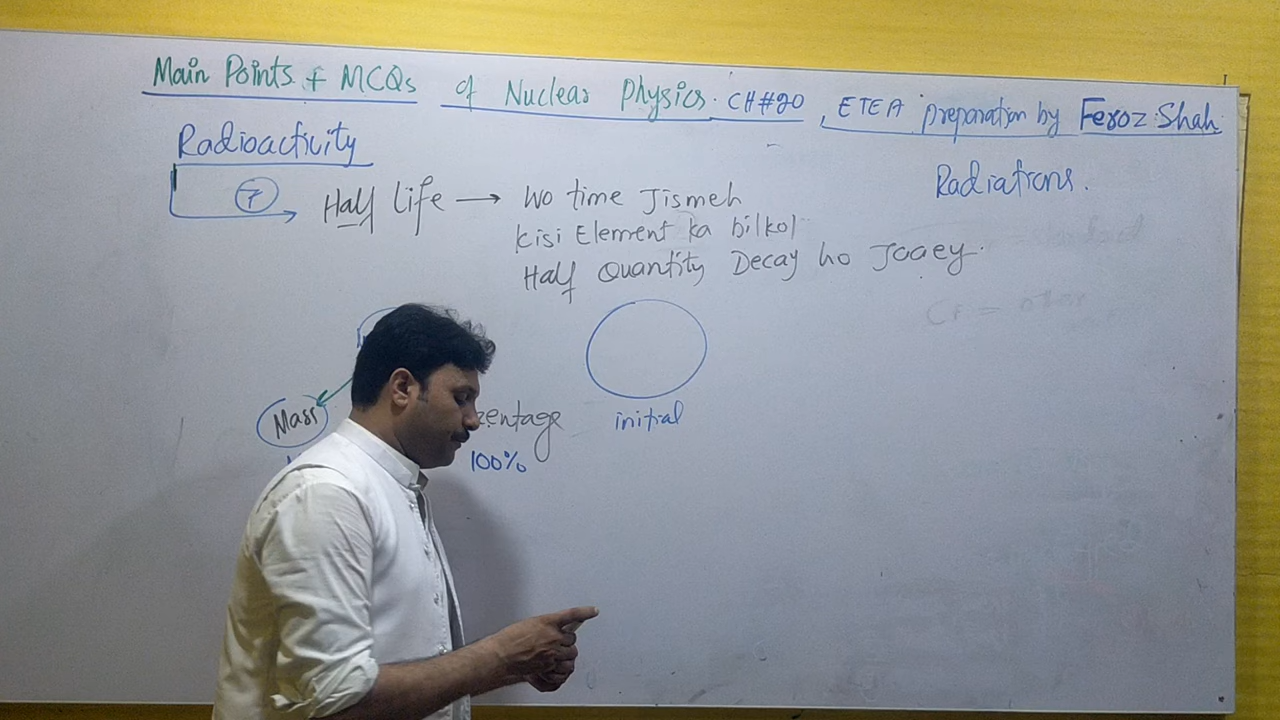 Main Points + MCQs of Nuclear Physics. CH#20, ETEA preparation by Feroz Shah
Radioactivity
Radiations.
7 Half life → Wo time Jismeh
Kisi Element ka bilkol
Half Quantity Decay ho Jaaey.
Mass
initial
100%